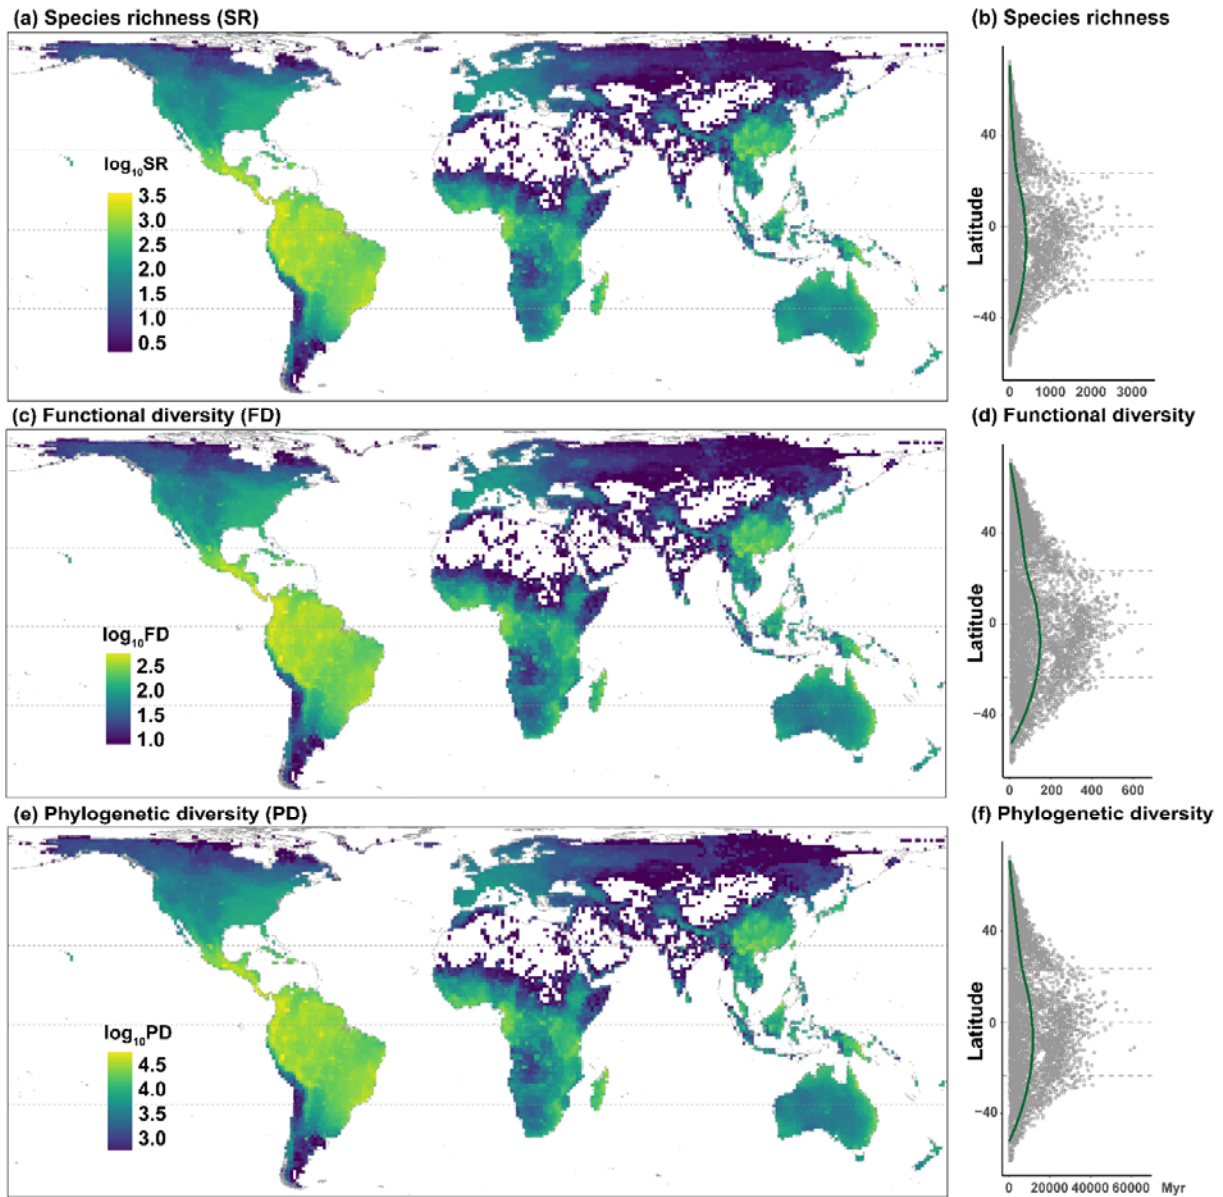 (a) Species richness (SR)
log₁₀SR
3.5
3.0
2.5
2.0
1.5
1.0
0.5
(b) Species richness
Latitude
40
0
−40
0 1000 2000 3000
(c) Functional diversity (FD)
log₁₀FD
2.5
2.0
1.5
1.0
(d) Functional diversity
Latitude
40
0
−40
0 200 400 600
(e) Phylogenetic diversity (PD)
log₁₀PD
4.5
4.0
3.5
3.0
(f) Phylogenetic diversity
Latitude
40
0
−40
0 20000 40000 60000 Myr